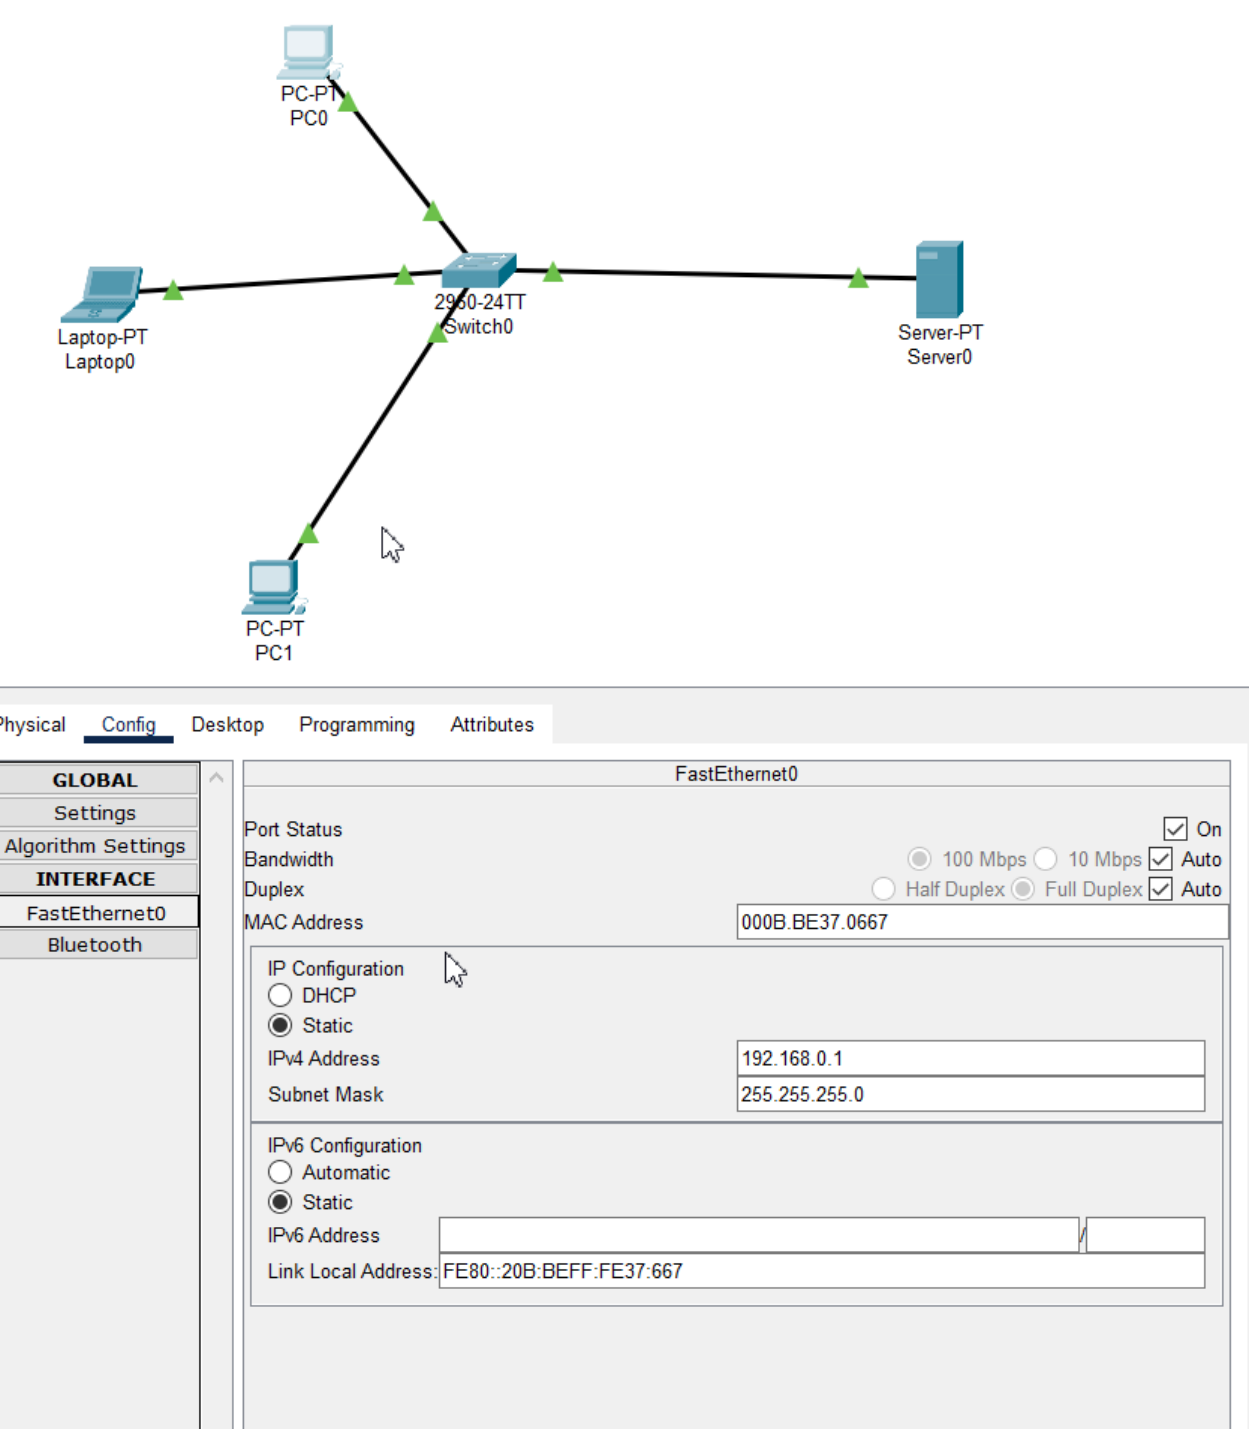 PC-PT
PC0
2960-24TT
Switch0
Laptop-PT
Laptop0
Server-PT
Server0
PC-PT
PC1
Physical Config Desktop Programming Attributes
GLOBAL
Settings
Algorithm Settings
INTERFACE
FastEthernet0
Bluetooth
FastEthernet0
Port Status On
Bandwidth 100 Mbps 10 Mbps Auto
Duplex Half Duplex Full Duplex Auto
MAC Address 000B.BE37.0667
IP Configuration
DHCP
Static
IPv4 Address 192.168.0.1
Subnet Mask 255.255.255.0
IPv6 Configuration
Automatic
Static
IPv6 Address /
Link Local Address: FE80::20B:BEFF:FE37:667